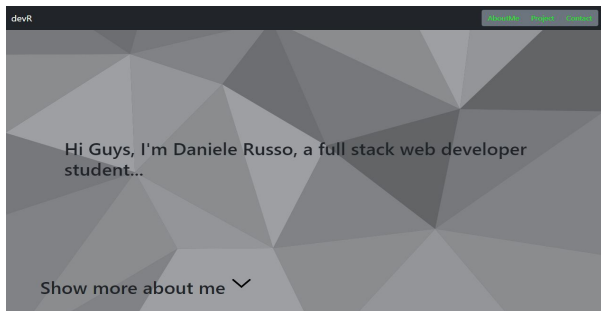 devR
AboutMe Project Contact
Hi Guys, I'm Daniele Russo, a full stack web developer
student...
Show more about me